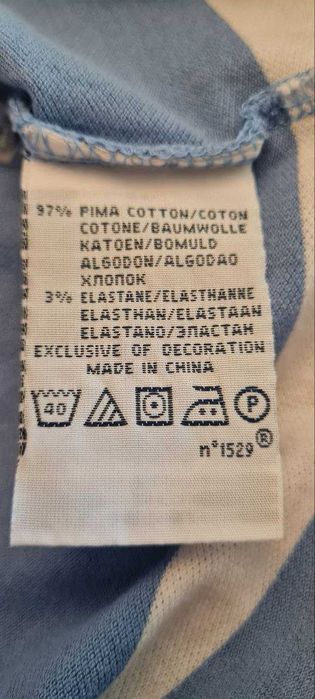 97% PIMA COTTON/COTON
COTONE/BAUMWOLLE
KATOEN/BOMULD
ALGODON/ALGODAO
ХЛОПОК
3% ELASTANE/ELASTHANNE
ELASTHAN/ELASTAAN
ELASTANO/ЭЛАСТАН
EXCLUSIVE OF DECORATION
MADE IN CHINA
40 P
n°1529®